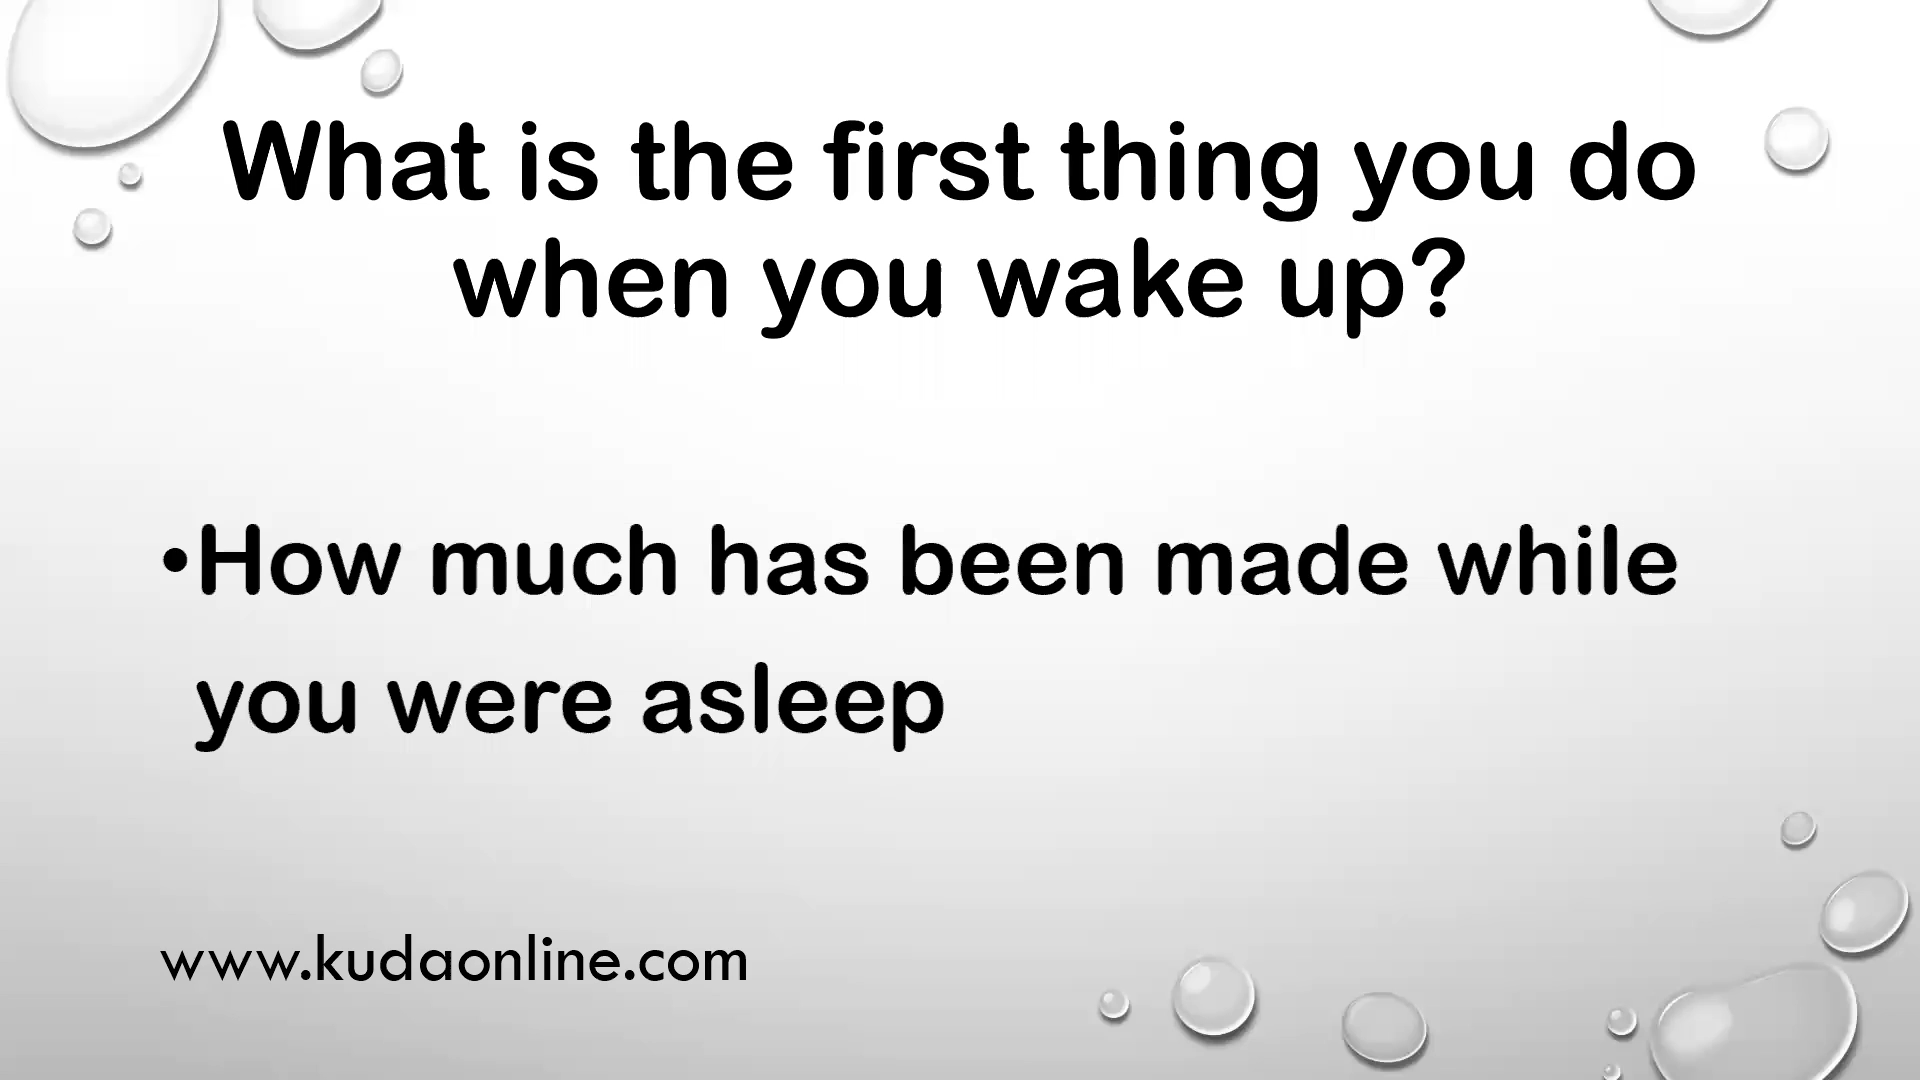 What is the first thing you do
when you wake up?
•How much has been made while
you were asleep
www.kudaonline.com